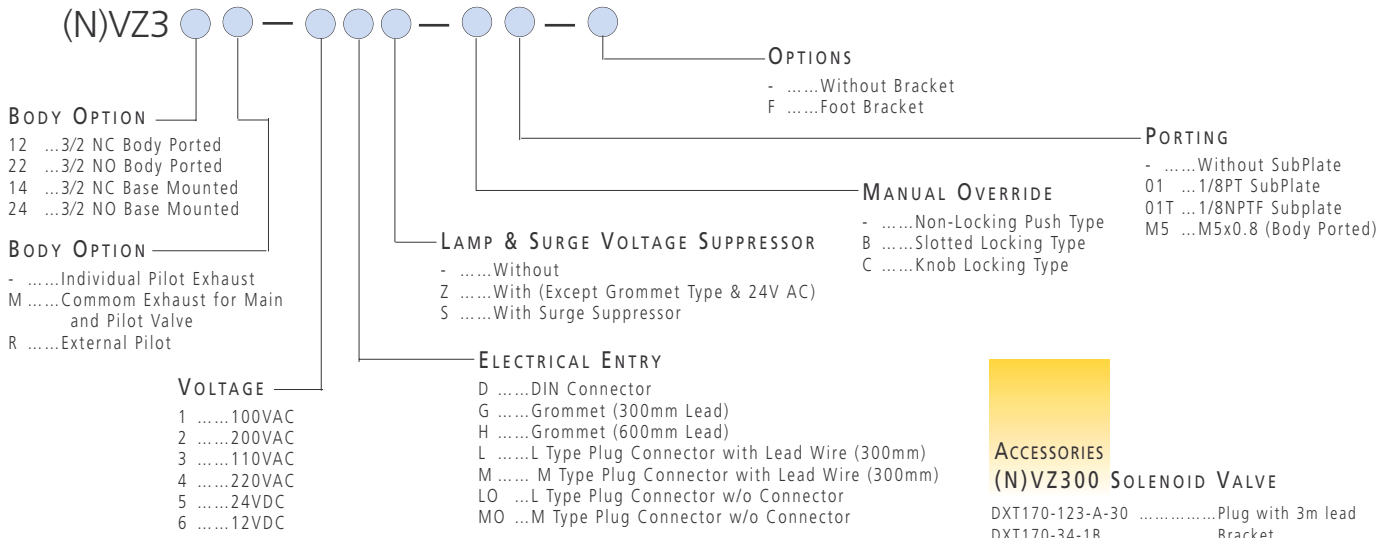 (N)VZ3 — — —
OPTIONS
- ……Without Bracket
F ……Foot Bracket
BODY OPTION
12 …3/2 NC Body Ported
22 …3/2 NO Body Ported
14 …3/2 NC Base Mounted
24 …3/2 NO Base Mounted
PORTING
- ……Without SubPlate
01 …1/8PT SubPlate
01T …1/8NPTF Subplate
M5 …M5x0.8 (Body Ported)
MANUAL OVERRIDE
- ……Non-Locking Push Type
B ……Slotted Locking Type
C ……Knob Locking Type
LAMP & SURGE VOLTAGE SUPPRESSOR
- ……Without
Z ……With (Except Grommet Type & 24V AC)
S ……With Surge Suppressor
BODY OPTION
- ……Individual Pilot Exhaust
M ……Commom Exhaust for Main
and Pilot Valve
R ……External Pilot
ELECTRICAL ENTRY
D ……DIN Connector
G ……Grommet (300mm Lead)
H ……Grommet (600mm Lead)
L ……L Type Plug Connector with Lead Wire (300mm)
M …… M Type Plug Connector with Lead Wire (300mm)
LO …L Type Plug Connector w/o Connector
MO …M Type Plug Connector w/o Connector
VOLTAGE
1 ……100VAC
2 ……200VAC
3 ……110VAC
4 ……220VAC
5 ……24VDC
6 ……12VDC
ACCESSORIES
(N)VZ300 SOLENOID VALVE
DXT170-123-A-30 ……………Plug with 3m lead
DXT170-34-1B ……………Bracket